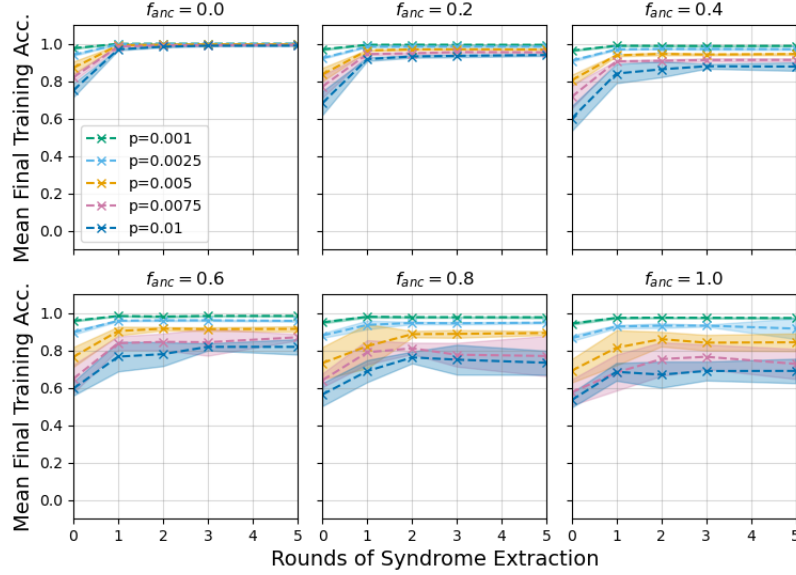 f_anc = 0.0
f_anc = 0.2
f_anc = 0.4
Mean Final Training Acc.
1.0
0.8
0.6
0.4
0.2
0.0
p=0.001
p=0.0025
p=0.005
p=0.0075
p=0.01
f_anc = 0.6
f_anc = 0.8
f_anc = 1.0
Mean Final Training Acc.
1.0
0.8
0.6
0.4
0.2
0.0
0 1 2 3 4 5
0 1 2 3 4 5
0 1 2 3 4 5
Rounds of Syndrome Extraction